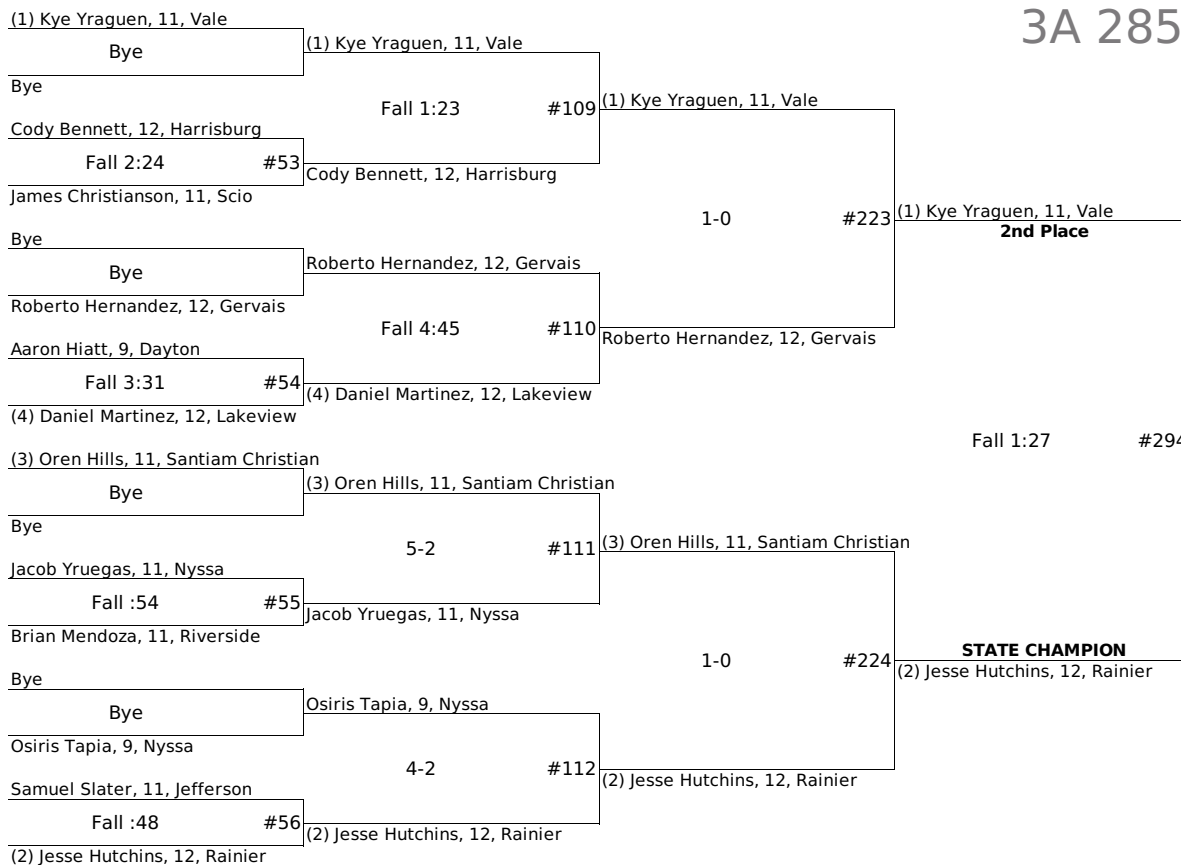 3A 285
(1) Kye Yraguen, 11, Vale
Bye
Bye
(1) Kye Yraguen, 11, Vale
Fall 1:23 #109
Cody Bennett, 12, Harrisburg
Fall 2:24 #53
James Christianson, 11, Scio
Cody Bennett, 12, Harrisburg
(1) Kye Yraguen, 11, Vale
1-0 #223
Bye
Bye
Roberto Hernandez, 12, Gervais
Roberto Hernandez, 12, Gervais
Fall 4:45 #110
Aaron Hiatt, 9, Dayton
Fall 3:31 #54
(4) Daniel Martinez, 12, Lakeview
(4) Daniel Martinez, 12, Lakeview
Roberto Hernandez, 12, Gervais
(1) Kye Yraguen, 11, Vale
2nd Place
Fall 1:27 #294
(3) Oren Hills, 11, Santiam Christian
Bye
Bye
(3) Oren Hills, 11, Santiam Christian
5-2 #111
Jacob Yruegas, 11, Nyssa
Fall :54 #55
Brian Mendoza, 11, Riverside
Jacob Yruegas, 11, Nyssa
(3) Oren Hills, 11, Santiam Christian
1-0 #224
Bye
Bye
Osiris Tapia, 9, Nyssa
Osiris Tapia, 9, Nyssa
4-2 #112
Samuel Slater, 11, Jefferson
Fall :48 #56
(2) Jesse Hutchins, 12, Rainier
(2) Jesse Hutchins, 12, Rainier
(2) Jesse Hutchins, 12, Rainier
STATE CHAMPION
(2) Jesse Hutchins, 12, Rainier